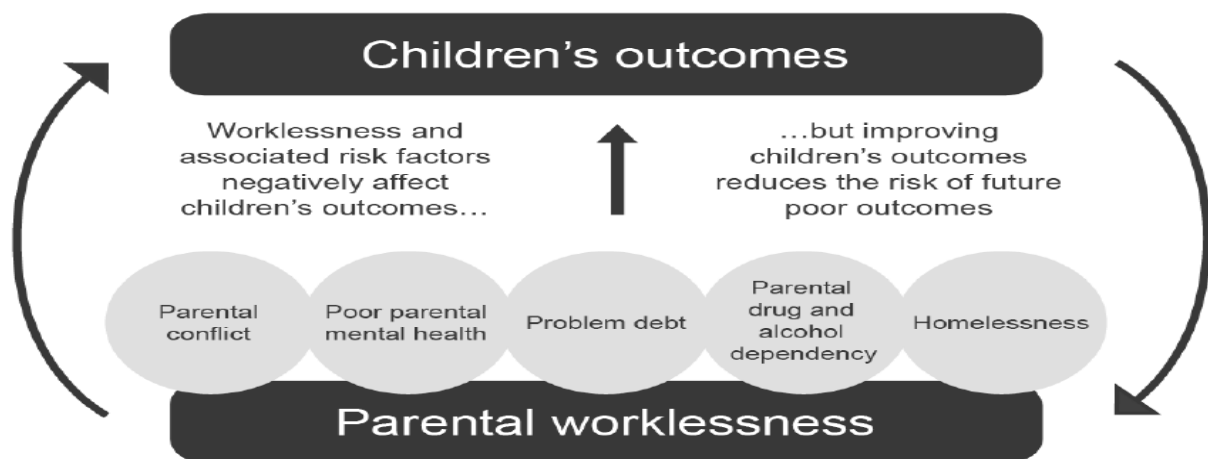 Children’s outcomes
Worklessness and
associated risk factors
negatively affect
children’s outcomes…
…but improving
children’s outcomes
reduces the risk of future
poor outcomes
Parental
conflict
Poor parental
mental health
Problem debt
Parental
drug and
alcohol
dependency
Homelessness
Parental worklessness